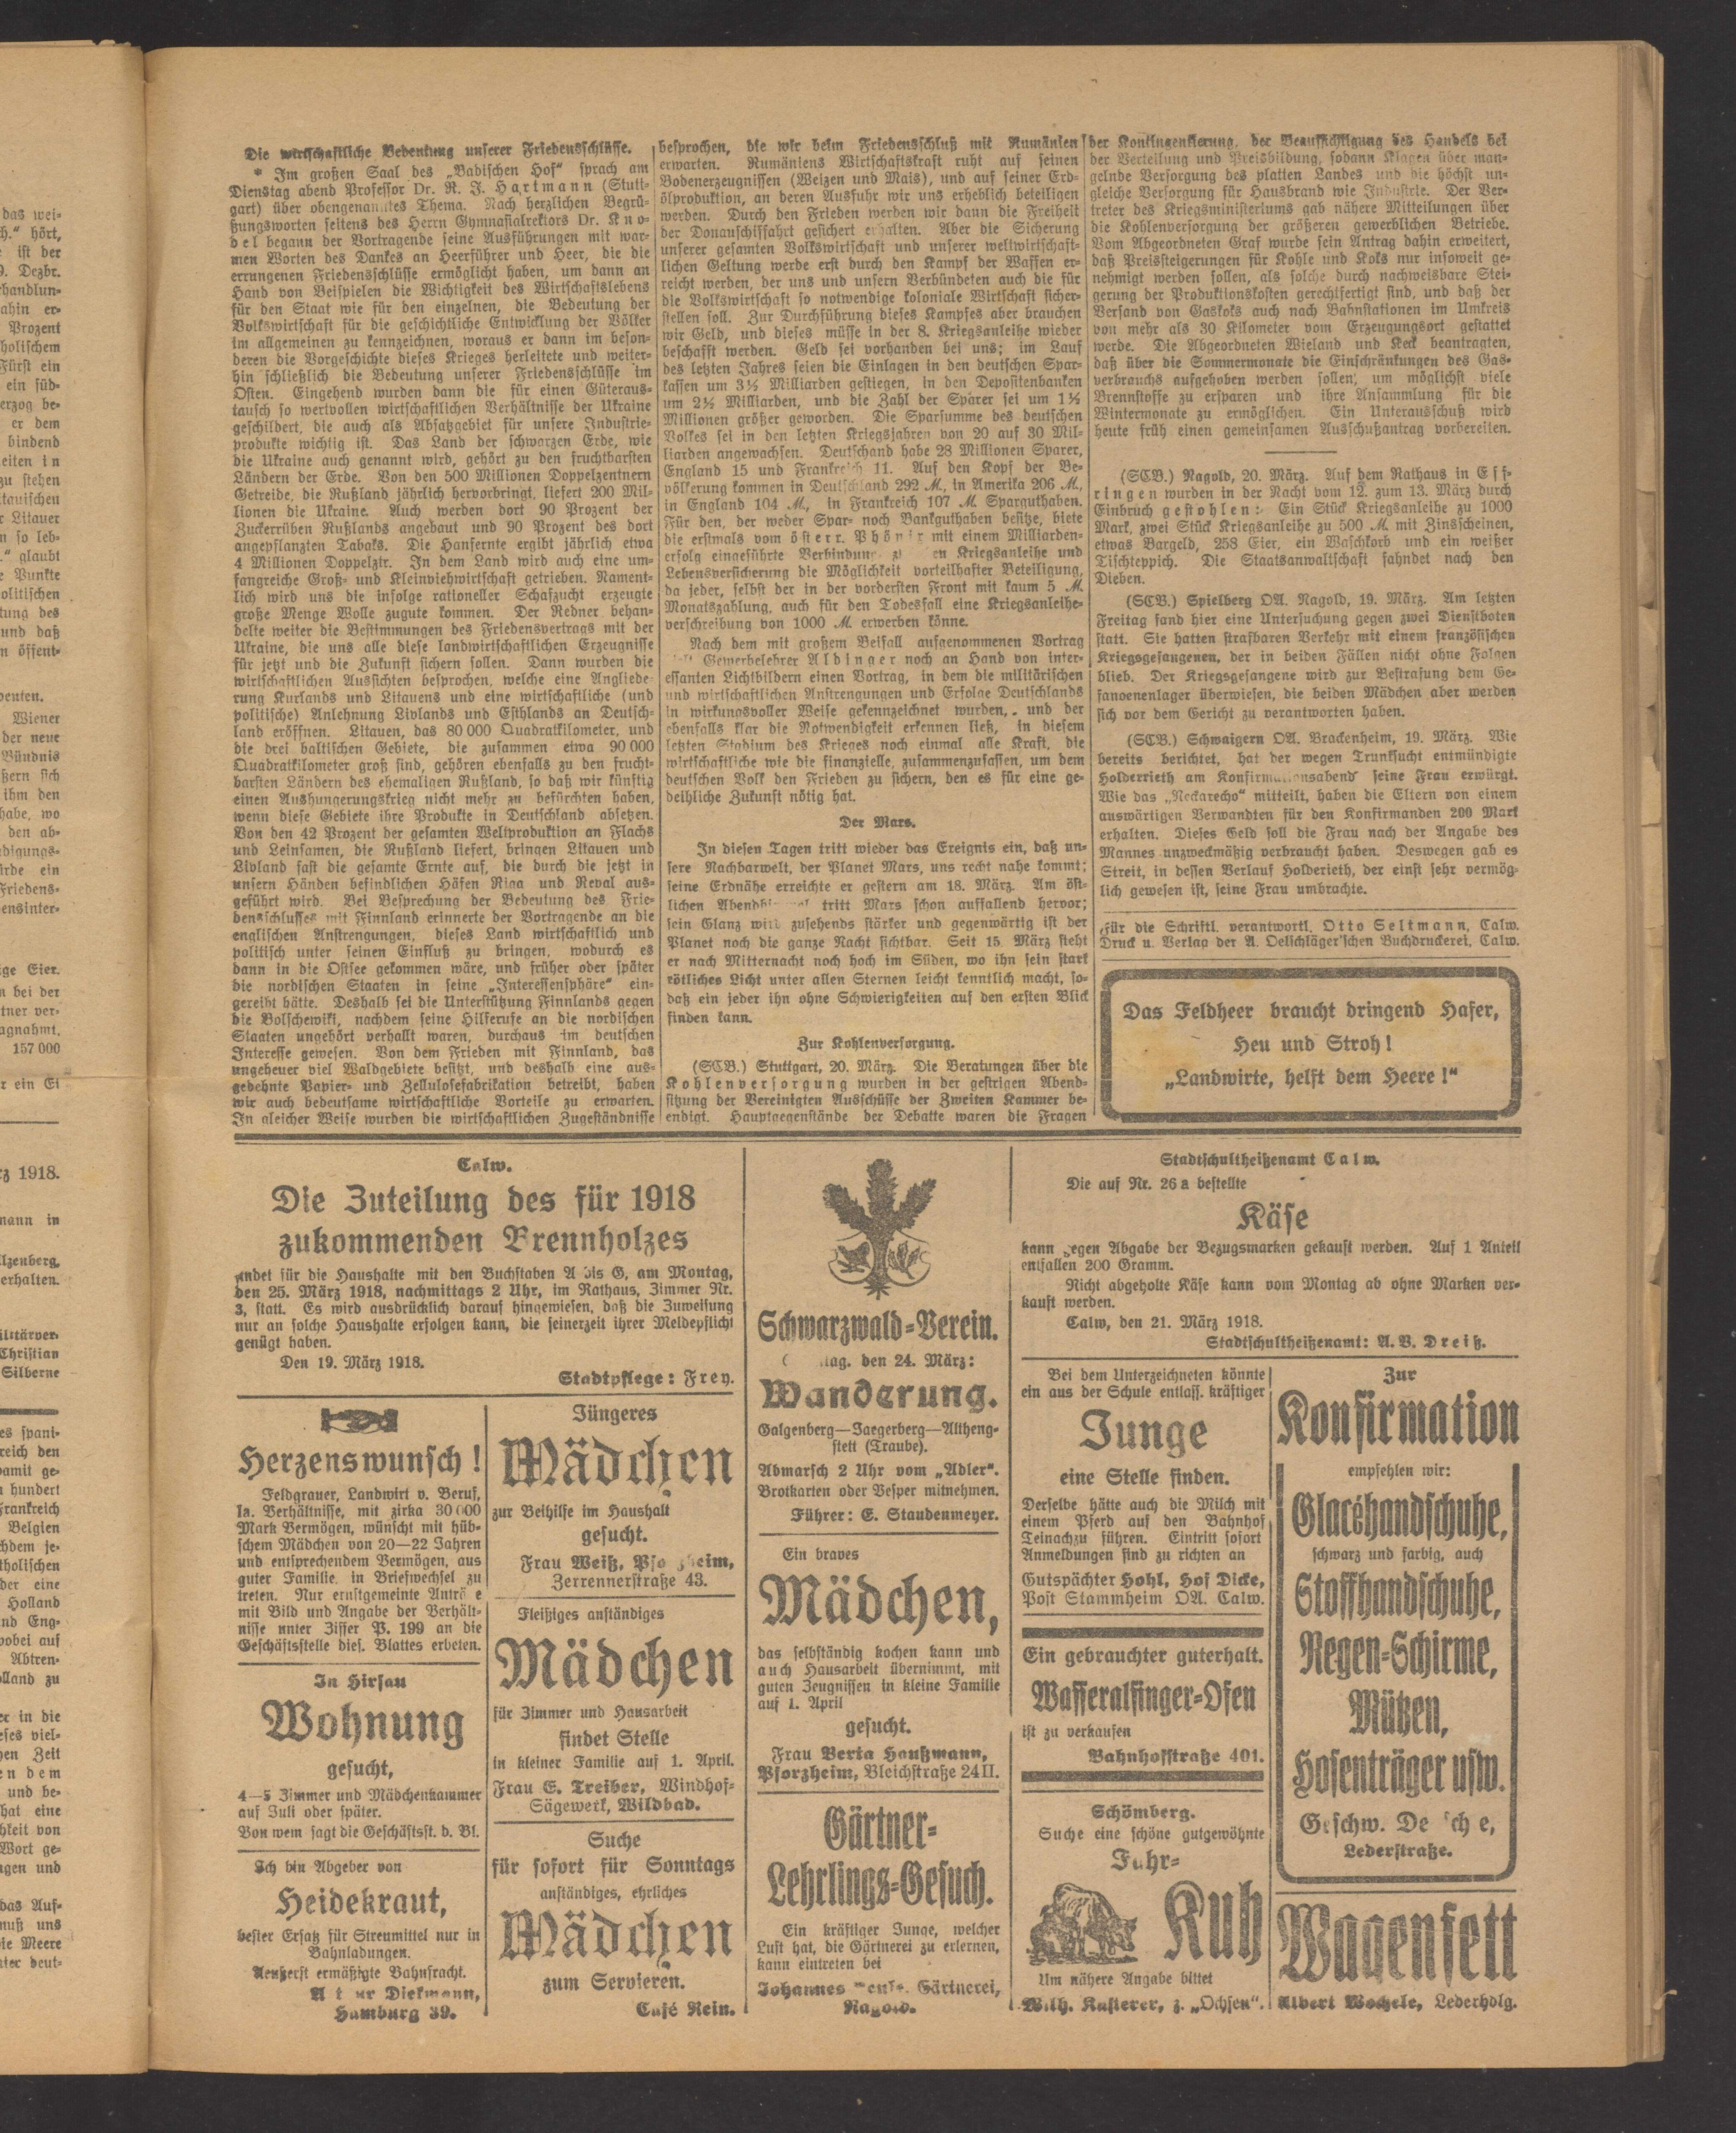 Die wirtschaftliche Bedeutung unserer Friedensschlüsse.
* Im großen Saal des „Badischen Hof“ sprach am
Dienstag abend Professor Dr. R. J. Hartmann (Stutt-
gart) über obengenanntes Thema. Nach herzlichen Begrü-
ßungsworten seitens des Herrn Gymnasialrektors Dr. Kno-
del begann der Vortragende seine Ausführungen mit war-
men Worten des Dankes an Heerführer und Heer, die die
errungenen Friedensschlüsse ermöglicht haben, um dann an
Hand von Beispielen die Wichtigkeit des Wirtschaftslebens
für den Staat wie für den einzelnen, die Bedeutung der
Volkswirtschaft für die geschichtliche Entwicklung der Völker
im allgemeinen zu kennzeichnen, woraus er dann im beson-
deren die Vorgeschichte dieses Krieges herleitete und weiter-
hin schließlich die Bedeutung unserer Friedensschlüsse im
Osten. Eingehend wurden dann die für einen Güteraus-
tausch so wertvollen wirtschaftlichen Verhältnisse der Ukraine
geschildert, die auch als Absatzgebiet für unsere Industrie-
produkte wichtig ist. Das Land der schwarzen Erde, wie
die Ukraine auch genannt wird, gehört zu den fruchtbarsten
Ländern der Erde. Von den 500 Millionen Doppelzentnern
Getreide, die Rußland jährlich hervorbringt, liefert 200 Mil-
lionen die Ukraine. Auch werden dort 90 Prozent der
Zuckerrüben Rußlands angebaut und 90 Prozent des dort
angepflanzten Tabaks. Die Hanfernte ergibt jährlich etwa
4 Millionen Doppelztr. In dem Land wird auch eine um-
fangreiche Groß- und Kleinviehwirtschaft getrieben. Nament-
lich wird uns die infolge rationeller Schafzucht erzeugte
große Menge Wolle zugute kommen. Der Redner behan-
delte weiter die Bestimmungen des Friedensvertrags mit der
Ukraine, die uns alle diese landwirtschaftlichen Erzeugnisse
für jetzt und die Zukunft sichern sollen. Dann wurden die
wirtschaftlichen Aussichten besprochen, welche eine Angliede-
rung Kurlands und Litauens und eine wirtschaftliche (und
politische) Anlehnung Livlands und Esthlands an Deutsch-
land eröffnen. Litauen, das 80 000 Quadratkilometer, und
die drei baltischen Gebiete, die zusammen etwa 90 000
Quadratkilometer groß sind, gehören ebenfalls zu den frucht-
barsten Ländern des ehemaligen Rußland, so daß wir künftig
einen Aushungerungskrieg nicht mehr zu befürchten haben,
wenn diese Gebiete ihre Produkte in Deutschland absetzen.
Von den 42 Prozent der gesamten Weltproduktion an Flachs
und Leinsamen, die Rußland liefert, bringen Litauen und
Livland fast die gesamte Ernte auf, die durch die jetzt in
unsern Händen befindlichen Häfen Riga und Reval aus-
geführt wird. Bei Besprechung der Bedeutung des Frie-
densschlusses mit Finnland erinnerte der Vortragende an die
englischen Anstrengungen, dieses Land wirtschaftlich und
politisch unter seinen Einfluß zu bringen, wodurch es
dann in die Ostsee gekommen wäre, und früher oder später
die nordischen Staaten in seine „Interessensphäre“ ein-
gereiht hätte. Deshalb sei die Unterstützung Finnlands gegen
die Bolschewiki, nachdem seine Hilferufe an die nordischen
Staaten ungehört verhallt waren, durchaus im deutschen
Interesse gewesen. Von dem Frieden mit Finnland, das
ungeheuer viel Waldgebiete besitzt, und deshalb eine aus-
gedehnte Papier- und Zellulosefabrikation betreibt, haben
wir auch bedeutsame wirtschaftliche Vorteile zu erwarten.
In gleicher Weise wurden die wirtschaftlichen Zugeständnisse
besprochen, die wir beim Friedensschluß mit Rumänien
erwarten. Rumäniens Wirtschaftskraft ruht auf seinen
Bodenerzeugnissen (Weizen und Mais), und auf seiner Erd-
ölproduktion, an deren Ausfuhr wir uns erheblich beteiligen
werden. Durch den Frieden werden wir dann die Freiheit
der Donauschiffahrt gesichert erhalten. Aber die Sicherung
unserer gesamten Volkswirtschaft und unserer weltwirtschaft-
lichen Geltung werde erst durch den Kampf der Waffen er-
reicht werden, der uns und unsern Verbündeten auch die für
die Volkswirtschaft so notwendige koloniale Wirtschaft sicher-
stellen soll. Zur Durchführung dieses Kampfes aber brauchen
wir Geld, und dieses müsse in der 8. Kriegsanleihe wieder
beschafft werden. Geld sei vorhanden bei uns; im Lauf
des letzten Jahres seien die Einlagen in den deutschen Spar-
kassen um 3½ Milliarden gestiegen, in den Depositenbanken
um 2½ Milliarden, und die Zahl der Sparer sei um 1½
Millionen größer geworden. Die Sparsumme des deutschen
Volkes sei in den letzten Kriegsjahren von 20 auf 30 Mil-
liarden angewachsen. Deutschand habe 28 Millionen Sparer,
England 15 und Frankreich 11. Auf den Kopf der Be-
völkerung kommen in Deutschland 292 M, in Amerika 206 M,
in England 104 M, in Frankreich 107 M Sparguthaben.
Für den, der weder Spar- noch Bankguthaben besitze, biete
die erstmals vom österr. Phönix mit einem Milliarden-
erfolg eingeführte Verbindung en Kriegsanleihe und
Lebensversicherung die Möglichkeit vorteilhafter Beteiligung,
da jeder, selbst der in der vordersten Front mit kaum 5 M
Monatszahlung, auch für den Todesfall eine Kriegsanleihe-
verschreibung von 1000 M erwerben könne.
Nach dem mit großem Beifall aufgenommenen Vortrag
Gewerbelehrer Aldinger noch an Hand von inter-
essanten Lichtbildern einen Vortrag, in dem die militärischen
und wirtschaftlichen Anstrengungen und Erfolge Deutschlands
in wirkungsvoller Weise gekennzeichnet wurden, und der
ebenfalls klar die Notwendigkeit erkennen ließ, in diesem
letzten Stadium des Krieges noch einmal alle Kraft, die
wirtschaftliche wie die finanzielle, zusammenzufassen, um dem
deutschen Volk den Frieden zu sichern, den es für eine ge-
deihliche Zukunft nötig hat.
Der Mars.
In diesen Tagen tritt wieder das Ereignis ein, daß un-
sere Nachbarwelt, der Planet Mars, uns recht nahe kommt;
seine Erdnähe erreichte er gestern am 18. März. Am öst-
lichen Abendhimmel tritt Mars schon auffallend hervor;
sein Glanz wird zusehends stärker und gegenwärtig ist der
Planet noch die ganze Nacht sichtbar. Seit 15. März steht
er nach Mitternacht noch hoch im Süden, wo ihn sein stark
rötliches Licht unter allen Sternen leicht kenntlich macht, so-
daß ein jeder ihn ohne Schwierigkeiten auf den ersten Blick
finden kann.
Zur Kohlenversorgung.
(SCB.) Stuttgart, 20. März. Die Beratungen über die
Kohlenversorgung wurden in der gestrigen Abend-
sitzung der Vereinigten Ausschüsse der Zweiten Kammer be-
endigt. Hauptgegenstände der Debatte waren die Fragen
der Kontingentierung, der Beaufsichtigung des Handels bei
der Verteilung und Preisbildung, sodann Klagen über man-
gelnde Versorgung des platten Landes und die höchst un-
gleiche Versorgung für Hausbrand wie Industrie. Der Ver-
treter des Kriegsministeriums gab nähere Mitteilungen über
die Kohlenversorgung der größeren gewerblichen Betriebe.
Vom Abgeordneten Graf wurde sein Antrag dahin erweitert,
daß Preissteigerungen für Kohle und Koks nur insoweit ge-
nehmigt werden sollen, als solche durch nachweisbare Stei-
gerung der Produktionskosten gerechtfertigt sind, und daß der
Versand von Gaskoks auch nach Bahnstationen im Umkreis
von mehr als 30 Kilometer vom Erzeugungsort gestattet
werde. Die Abgeordneten Wieland und Keck beantragten,
daß über die Sommermonate die Einschränkungen des Gas-
verbrauchs aufgehoben werden sollen, um möglichst viele
Brennstoffe zu ersparen und ihre Ansammlung für die
Wintermonate zu ermöglichen. Ein Unterausschuß wird
heute früh einen gemeinsamen Ausschußantrag vorbereiten.
(SCB.) Nagold, 20. März. Auf dem Rathaus in Eff-
ringen wurden in der Nacht vom 12. zum 13. März durch
Einbruch gestohlen: Ein Stück Kriegsanleihe zu 1000
Mark, zwei Stück Kriegsanleihe zu 500 M mit Zinsscheinen,
etwas Bargeld, 258 Eier, ein Waschkorb und ein weißer
Tischteppich. Die Staatsanwaltschaft fahndet nach den
Dieben.
(SCB.) Spielberg OA. Nagold, 19. März. Am letzten
Freitag fand hier eine Untersuchung gegen zwei Dienstboten
statt. Sie hatten strafbaren Verkehr mit einem französischen
Kriegsgefangenen, der in beiden Fällen nicht ohne Folgen
blieb. Der Kriegsgefangene wird zur Bestrafung dem Ge-
fangenenlager überwiesen, die beiden Mädchen aber werden
sich vor dem Gericht zu verantworten haben.
(SCB.) Schwaigern OA. Brackenheim, 19. März. Wie
bereits berichtet, hat der wegen Trunksucht entmündigte
Holderrieth am Konfirmationsabend seine Frau erwürgt.
Wie das „Neckarecho“ mitteilt, haben die Eltern von einem
auswärtigen Verwandten für den Konfirmanden 200 Mark
erhalten. Dieses Geld soll die Frau nach der Angabe des
Mannes unzweckmäßig verbraucht haben. Deswegen gab es
Streit, in dessen Verlauf Holderieth, der einst sehr vermög-
lich gewesen ist, seine Frau umbrachte.
Für die Schriftl. verantwortl. Otto Seltmann, Calw.
Druck u. Verlag der A. Oelschläger'schen Buchdruckerei, Calw.
Das Feldheer braucht dringend Hafer,
Heu und Stroh!
„Landwirte, helft dem Heere!“
Calw.
Die Zuteilung des für 1918
zukommenden Brennholzes
findet für die Haushalte mit den Buchstaben A bis G, am Montag,
den 25. März 1918, nachmittags 2 Uhr, im Rathaus, Zimmer Nr.
3, statt. Es wird ausdrücklich darauf hingewiesen, daß die Zuweisung
nur an solche Haushalte erfolgen kann, die seinerzeit ihrer Meldepflicht
genügt haben.
Den 19. März 1918.
Stadtpflege: Frey.
Herzenswunsch!
Feldgrauer, Landwirt v. Beruf,
Ia. Verhältnisse, mit zirka 30 000
Mark Vermögen, wünscht mit hüb-
schem Mädchen von 20—22 Jahren
und entsprechendem Vermögen, aus
guter Familie, in Briefwechsel zu
treten. Nur ernstgemeinte Anträge
mit Bild und Angabe der Verhält-
nisse unter Ziffer P. 199 an die
Geschäftsstelle dies. Blattes erbeten.
In Hirsau
Wohnung
gesucht,
4—5 Zimmer und Mädchenkammer
auf Juli oder später.
Von wem sagt die Geschäftsst. d. Bl.
Ich bin Abgeber von
Heidekraut,
bester Ersatz für Streumittel nur in
Bahnladungen.
Aeußerst ermäßigte Bahnfracht.
Diekmann,
Hamburg 39.
Jüngeres
Mädchen
zur Beihilfe im Haushalt
gesucht.
Frau Weiß, Pforzheim,
Zerrennerstraße 43.
Fleißiges anständiges
Mädchen
für Zimmer und Hausarbeit
findet Stelle
in kleiner Familie auf 1. April.
Frau E. Treiber, Windhof-
Sägewerk, Wildbad.
Suche
für sofort für Sonntags
anständiges, ehrliches
Mädchen
zum Servieren.
Café Rein.
Schwarzwald-Verein.
den 24. März:
Wanderung.
Galgenberg—Jaegerberg—Altheng-
stett (Traube).
Abmarsch 2 Uhr vom „Adler“.
Brotkarten oder Vesper mitnehmen.
Führer: E. Staudenmeyer.
Ein braves
Mädchen,
das selbständig kochen kann und
auch Hausarbeit übernimmt, mit
guten Zeugnissen in kleine Familie
auf 1. April
gesucht.
Frau Berta Haußmann,
Pforzheim, Bleichstraße 24 II.
Gärtner-
Lehrlings-Gesuch.
Ein kräftiger Junge, welcher
Lust hat, die Gärtnerei zu erlernen,
kann eintreten bei
Johannes Gärtnerei,
Nagold.
Stadtschultheißenamt Calw.
Die auf Nr. 26 a bestellte
Käse
kann gegen Abgabe der Bezugsmarken gekauft werden. Auf 1 Anteil
entfallen 200 Gramm.
Nicht abgeholte Käse kann vom Montag ab ohne Marken ver-
kauft werden.
Calw, den 21. März 1918.
Stadtschultheißenamt: A. V. Dreiß.
Bei dem Unterzeichneten könnte
ein aus der Schule entlass. kräftiger
Junge
eine Stelle finden.
Derselbe hätte auch die Milch mit
einem Pferd auf den Bahnhof
Teinachzu führen. Eintritt sofort
Anmeldungen sind zu richten an
Gutspächter Hohl, Hof Dicke,
Post Stammheim OA. Calw.
Ein gebrauchter guterhalt.
Wasseralfinger-Ofen
ist zu verkaufen
Bahnhofstraße 401.
Schömberg.
Suche eine schöne gutgewöhnte
Fahr-
Kuh
Um nähere Angabe bittet
Wilh. Kusterer, z. „Ochsen“.
Zur
Konfirmation
empfehlen wir:
Glacéhandschuhe,
schwarz und farbig, auch
Stoffhandschuhe,
Regen-Schirme,
Mützen,
Hosenträger usw.
Geschw.
Lederstraße.
Wagenfett
Albert Wochele, Lederhdlg.